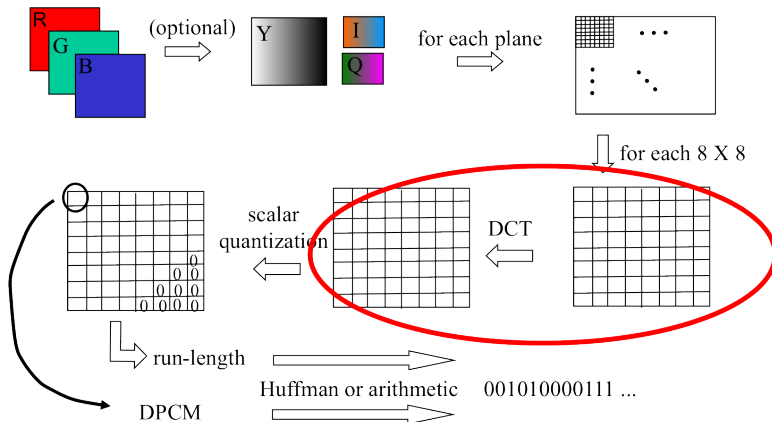 R
G
B
(optional)
Y
I
Q
for each plane
for each 8 X 8
DCT
scalar
quantization
0
0 0
0 0 0
0 0 0 0
run-length
Huffman or arithmetic 001010000111 ...
DPCM